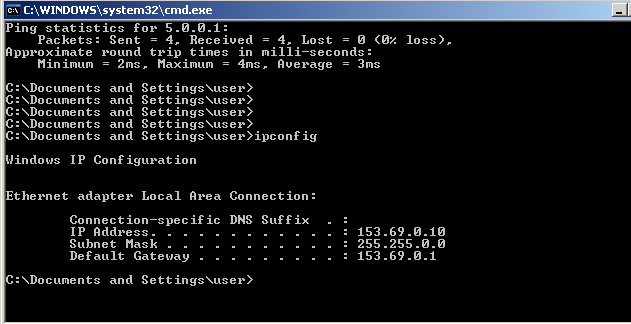 C:\WINDOWS\system32\cmd.exe
Ping statistics for 5.0.0.1:
    Packets: Sent = 4, Received = 4, Lost = 0 (0% loss),
Approximate round trip times in milli-seconds:
    Minimum = 2ms, Maximum = 4ms, Average = 3ms
C:\Documents and Settings\user>
C:\Documents and Settings\user>
C:\Documents and Settings\user>
C:\Documents and Settings\user>
C:\Documents and Settings\user>ipconfig
Windows IP Configuration
Ethernet adapter Local Area Connection:
        Connection-specific DNS Suffix  . :
        IP Address. . . . . . . . . . . . : 153.69.0.10
        Subnet Mask . . . . . . . . . . . : 255.255.0.0
        Default Gateway . . . . . . . . . : 153.69.0.1
C:\Documents and Settings\user>